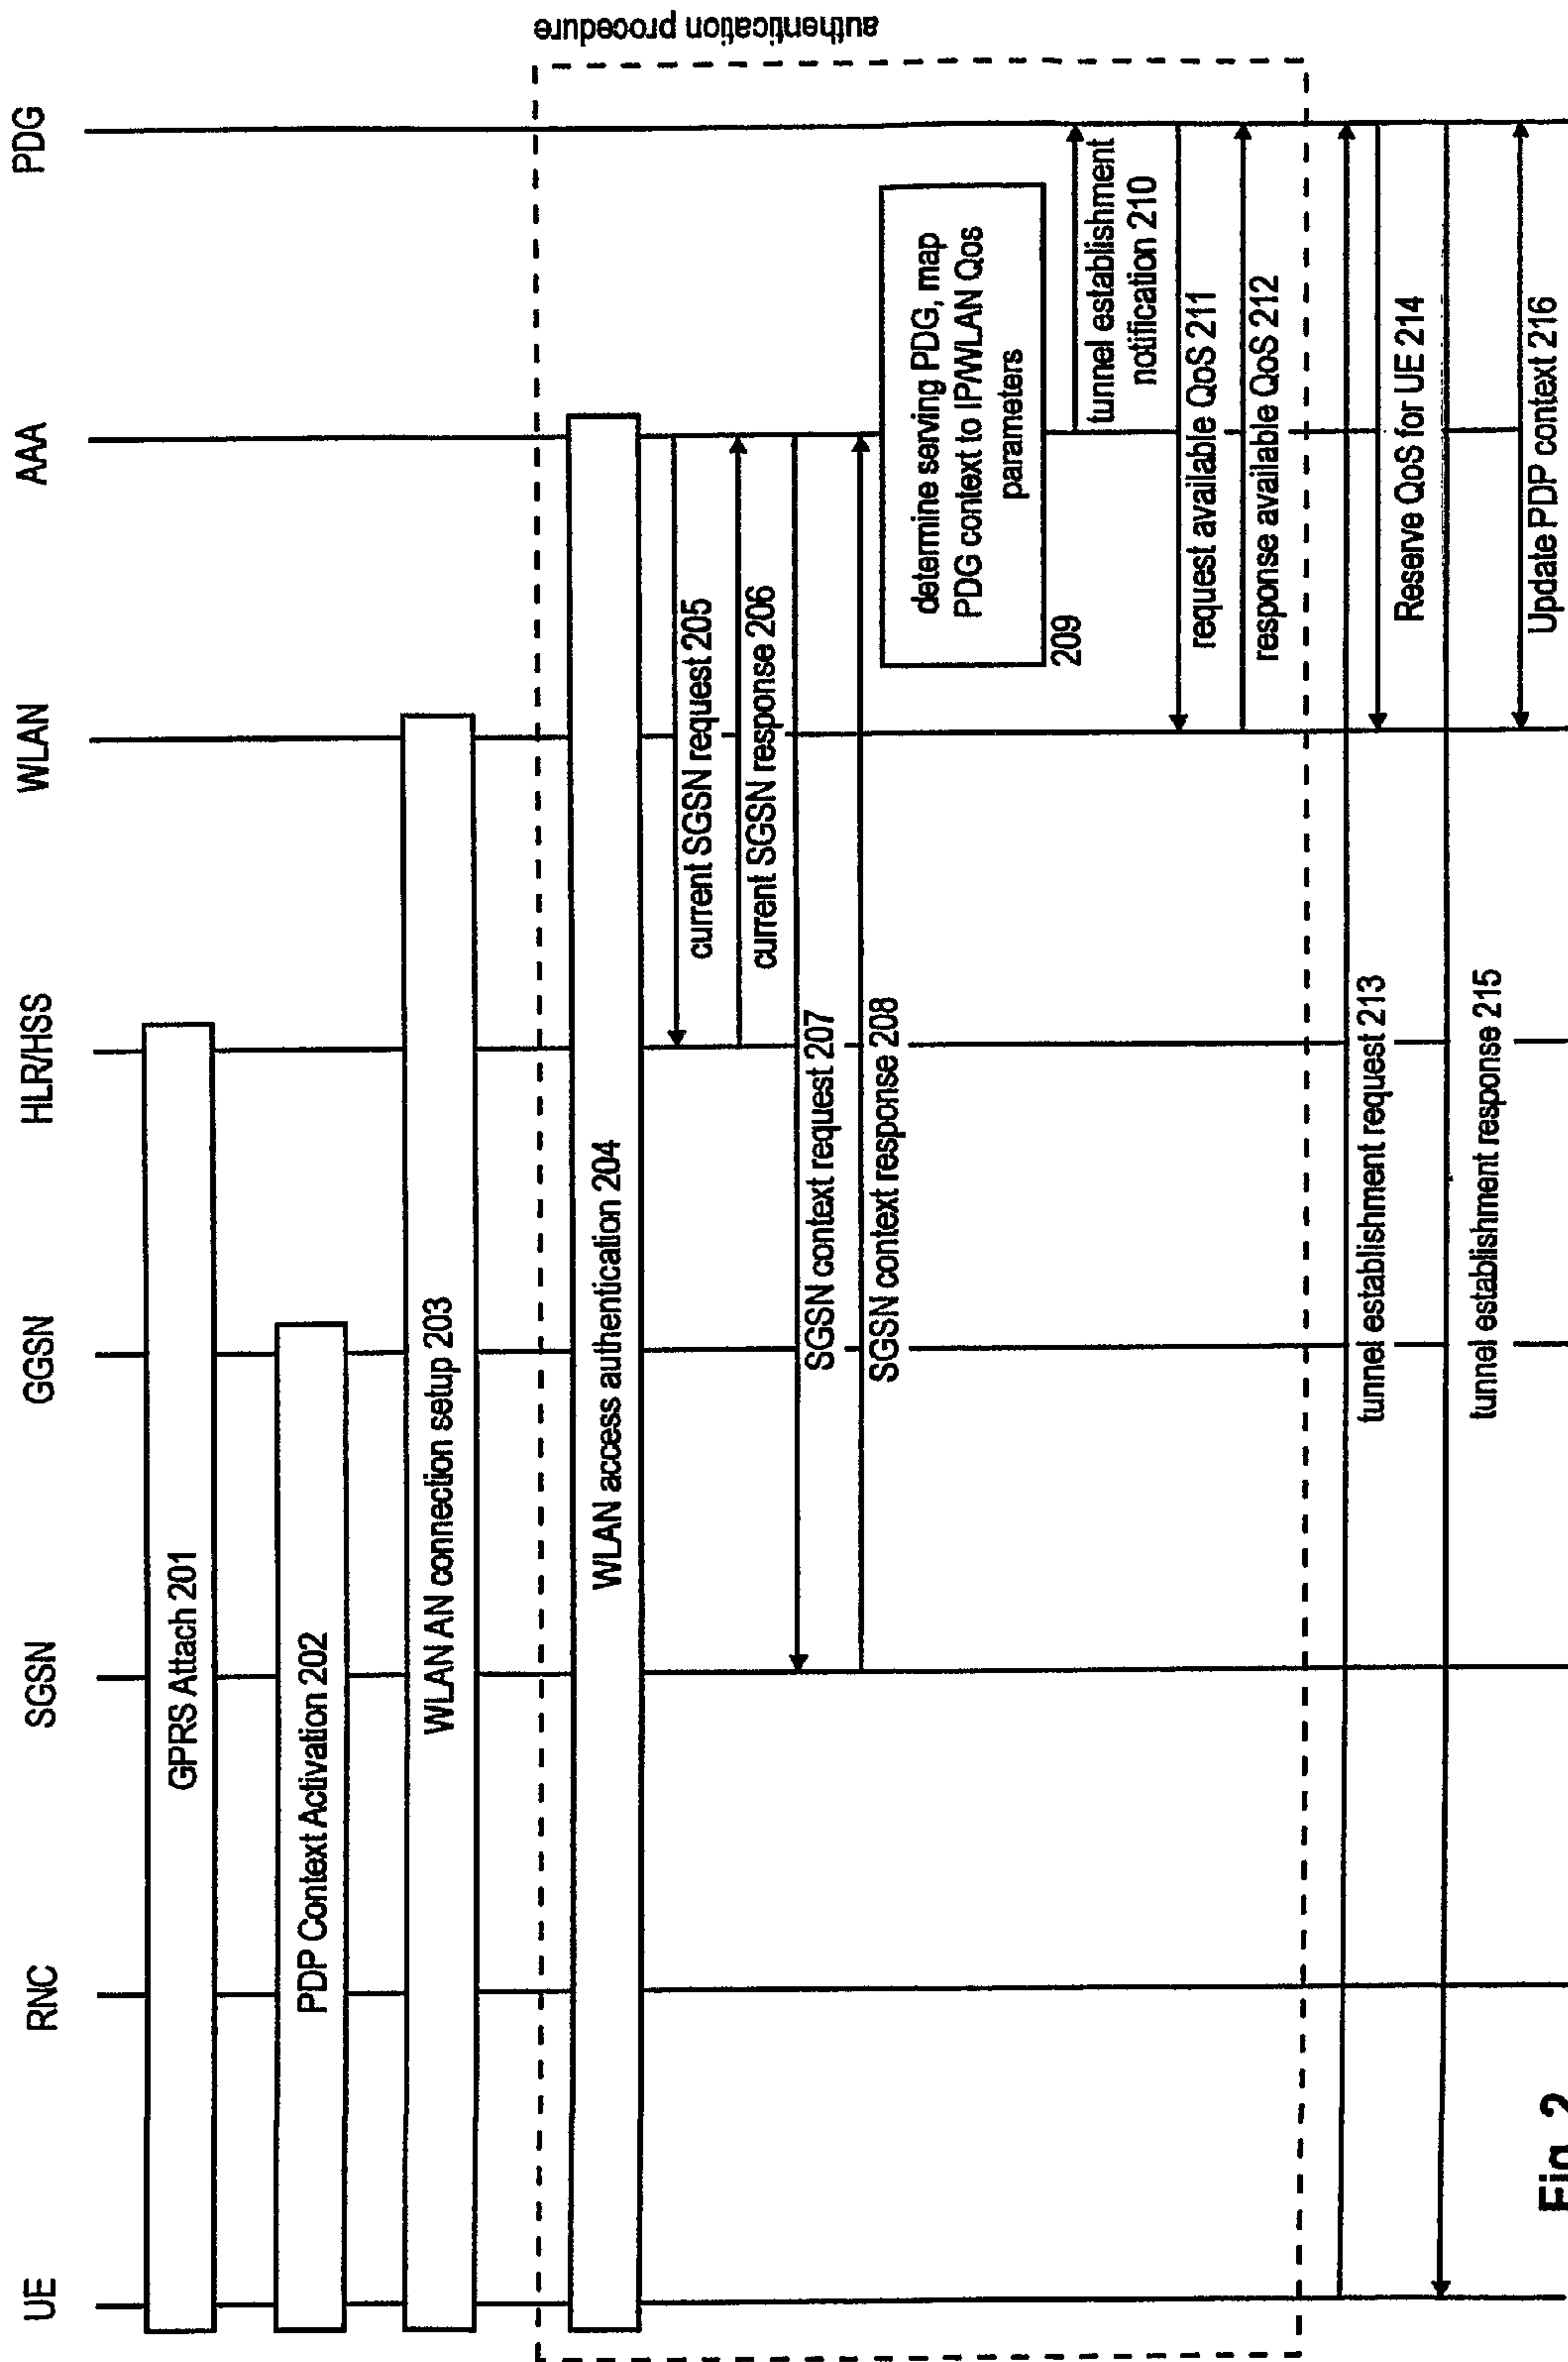 UE
RNC
SGSN
GGSN
HLR/HSS
WLAN
AAA
PDG
GPRS Attach 201
PDP Context Activation 202
WLAN AN connection setup 203
authentication procedure
WLAN access authentication 204
current SGSN request 205
current SGSN response 206
SGSN context request 207
SGSN context response 208
determine serving PDG, map
PDG context to IP/WLAN Qos
parameters
209
tunnel establishment
notification 210
request available QoS 211
response available QoS 212
tunnel establishment request 213
Reserve QoS for UE 214
tunnel establishment response 215
Update PDP context 216
Fig. 2